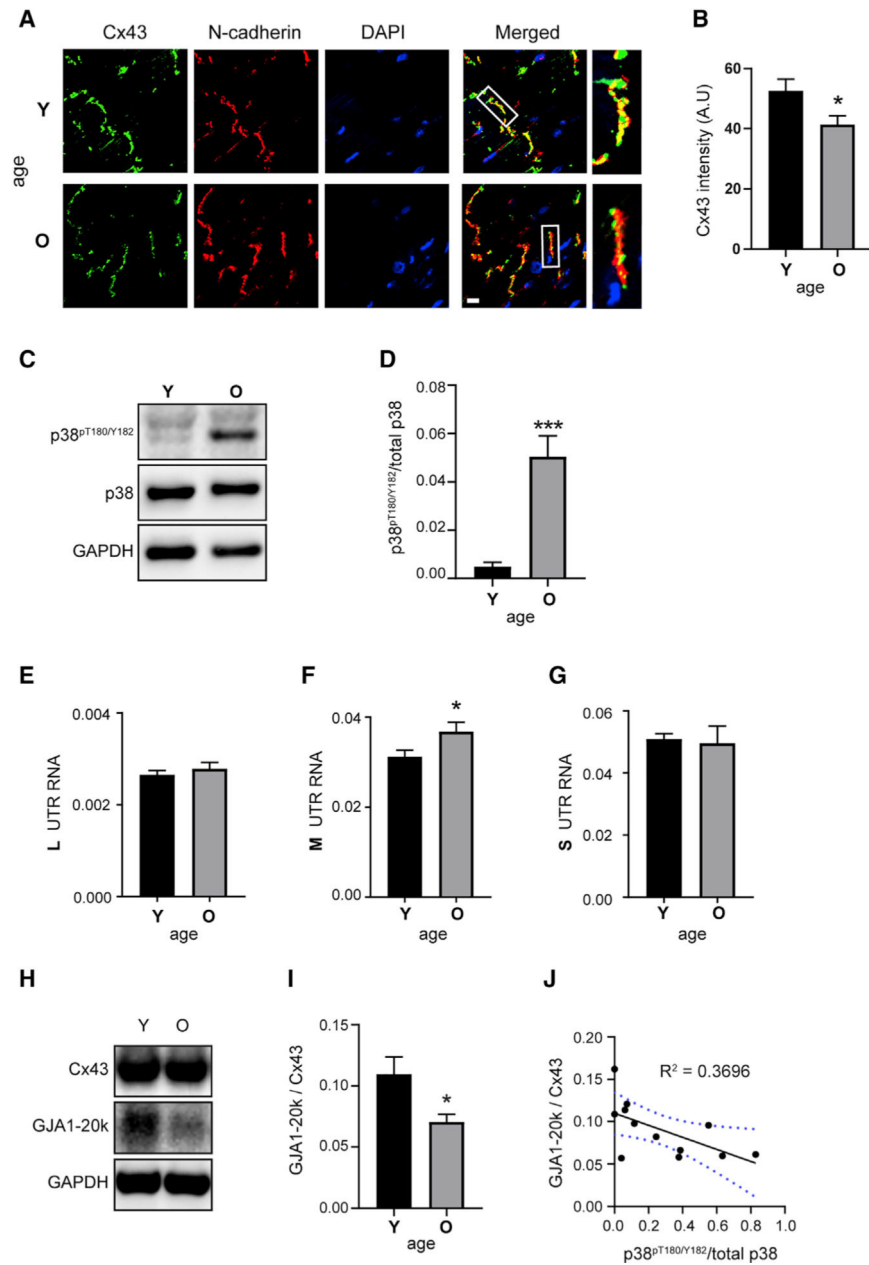 A
Cx43 N-cadherin DAPI Merged
age
Y
O
B
Cx43 intensity (A.U)
60
40
20
0
*
Y O
age
C
Y O
p38pT180/Y182
p38
GAPDH
D
p38pT180/Y182/total p38
0.08
0.06
0.04
0.02
0.00
***
Y O
age
E
L UTR RNA
0.004
0.002
0.000
Y O
age
F
M UTR RNA
0.04
0.02
0.00
*
Y O
age
G
S UTR RNA
0.06
0.04
0.02
0.00
Y O
age
H
Y O
Cx43
GJA1-20k
GAPDH
I
GJA1-20k / Cx43
0.15
0.10
0.05
0.00
*
Y O
age
J
GJA1-20k / Cx43
0.20
0.15
0.10
0.05
0.00
R² = 0.3696
0.0 0.2 0.4 0.6 0.8 1.0
p38pT180/Y182/total p38